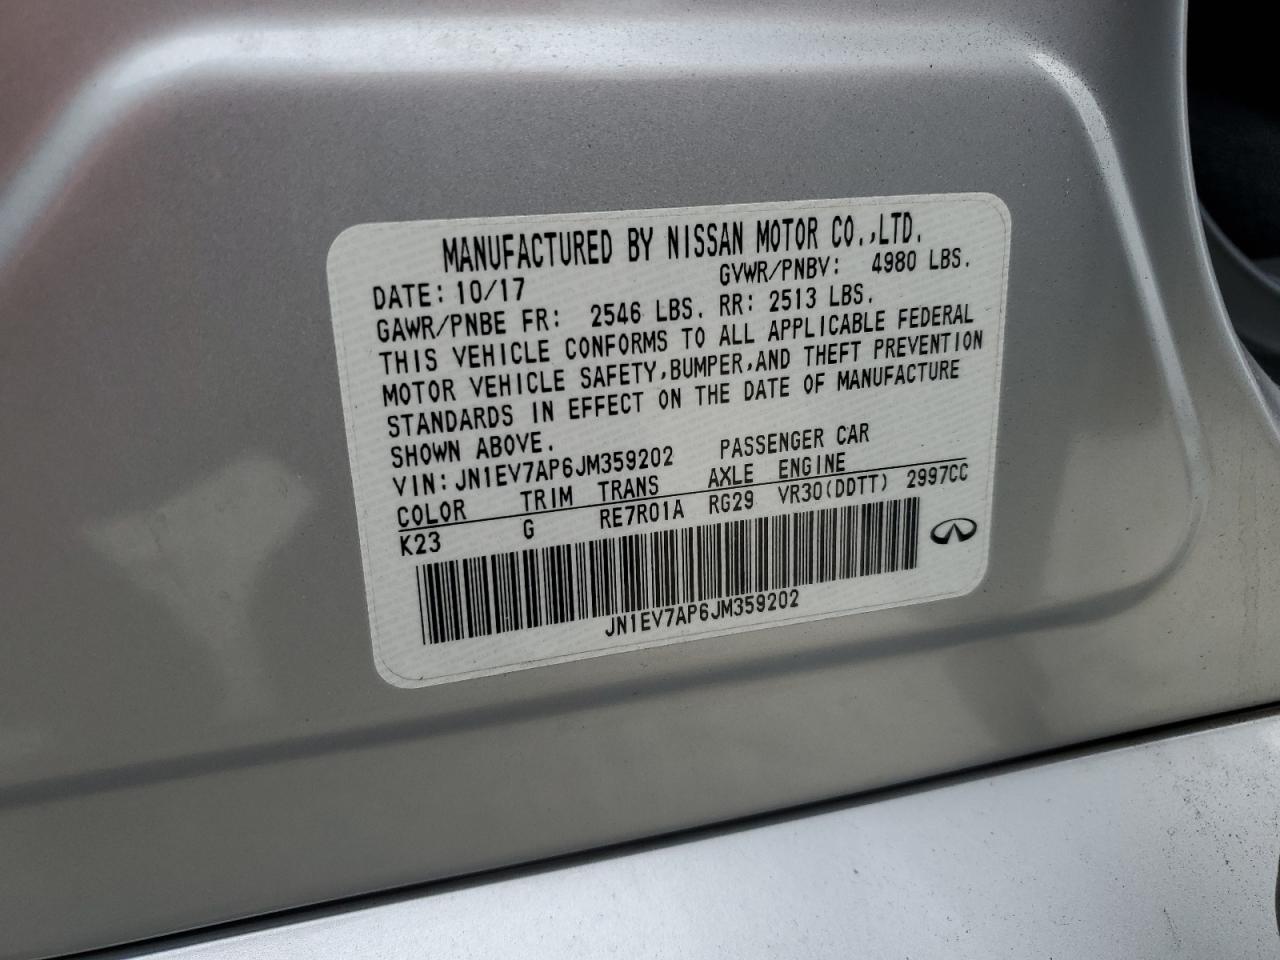 MANUFACTURED BY NISSAN MOTOR CO.,LTD.
DATE: 10/17 GVWR/PNBV: 4980 LBS.
GAWR/PNBE FR: 2546 LBS. RR: 2513 LBS.
THIS VEHICLE CONFORMS TO ALL APPLICABLE FEDERAL
MOTOR VEHICLE SAFETY,BUMPER,AND THEFT PREVENTION
STANDARDS IN EFFECT ON THE DATE OF MANUFACTURE
SHOWN ABOVE.
VIN: JN1EV7AP6JM359202 PASSENGER CAR
COLOR TRIM TRANS AXLE ENGINE
K23 G RE7R01A RG29 VR30(DDTT) 2997CC
JN1EV7AP6JM359202